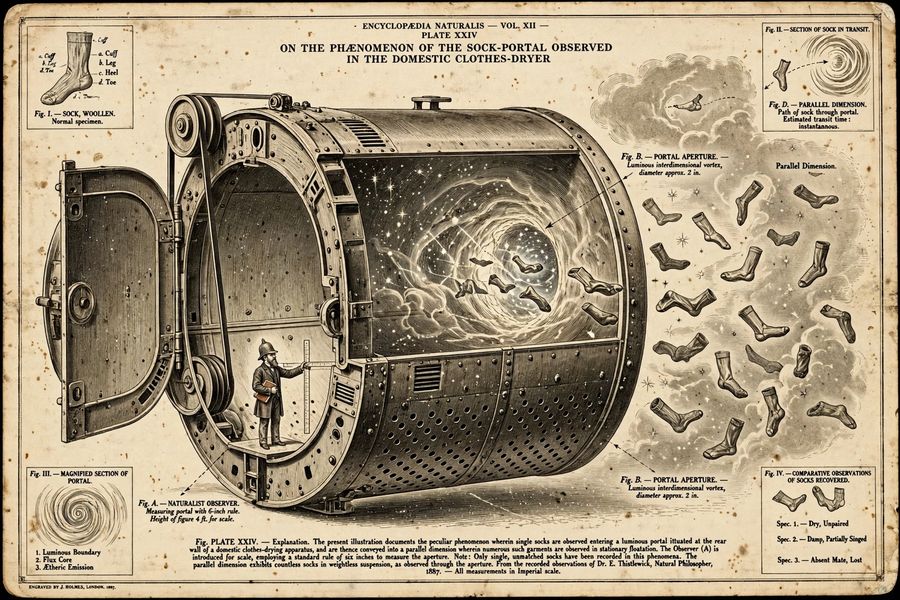 · ENCYCLOPÆDIA NATURALIS — VOL. XII —
PLATE XXIV
ON THE PHÆNOMENON OF THE SOCK-PORTAL OBSERVED
IN THE DOMESTIC CLOTHES-DRYER
Cuff
a. Cuff
b. Leg
d. Toe
a. Cuff
b. Leg
c. Heel
d. Toe
Fig. I. — SOCK, WOOLLEN.
Normal specimen.
Fig. II. — SECTION OF SOCK IN TRANSIT.
Fig. D. — PARALLEL DIMENSION.
Path of sock through portal.
Estimated transit time :
instantannous.
Fig. B. — PORTAL APERTURE. —
Luminous interdimensional vortex,
diameter approx. 2 in.
Parallel Dimension.
Fig. III. — MAGNIFIED SECTION OF
PORTAL.
1. Luminous Boundary
2. Flux Core
3. Ætheric Emission
Fig. A. — NATURALIST OBSERVER
Measuring portal with 6-inch rule.
Height of figure 4 ft. for scale.
Fig. B. — PORTAL APERTURE. —
Luminous interdimensional vortex,
diameter approx. 2 in.
Fig. IV. — COMPARATIVE OBSERVATIONS
OF SOCKS RECOVERED.
Spec. 1. — Dry, Unpaired
Spec. 2. — Damp, Partially Singed
Spec. 3. — Absent Mate, Lost
Fig. PLATE XXIV. — Explanation. The present illustration documents the peculiar phenomenon wherein single socks are observed entering a luminous portal situated at the rear
wall of a domestic clothes-drying apparatus, and are thence conveyed into a parallel dimension wherein numerous such garments are observed in stationary floatation. The Observer (A) is
introduced for scale, employing a standard rule of six inches to measure the aperture. Note: Only single, unmatched socks have been recorded in this phenomena. The
parallel dimension exhibits countless socks in weightless suspension, as observed through the aperture. From the recorded observations of Dr. E. Thistlewick, Natural Philosopher,
1887. — All measurements in Imperial scale.
ENGRAVED BY J. HOLMES, LONDON, 1887.